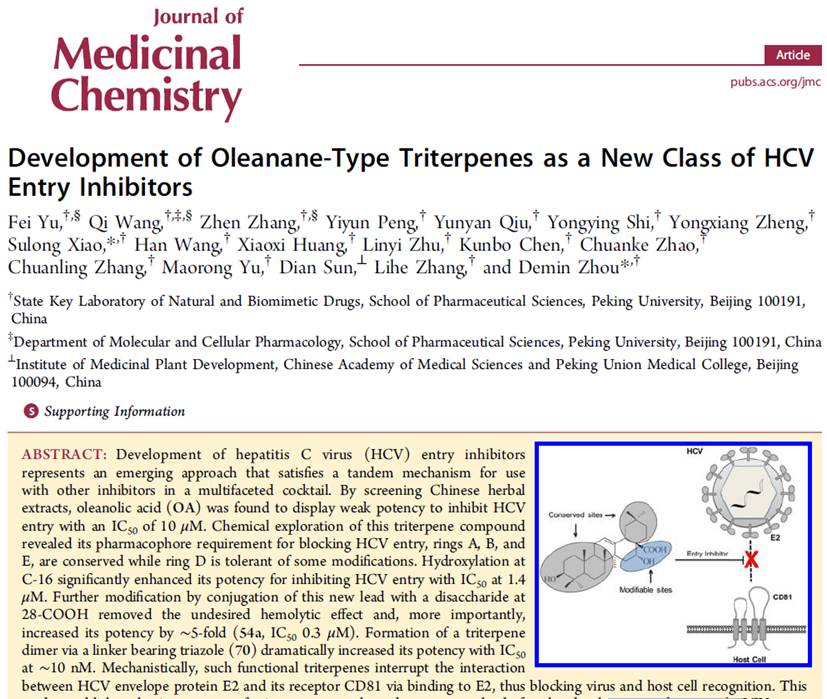 Journal of
Medicinal
Chemistry
Article
pubs.acs.org/jmc
Development of Oleanane-Type Triterpenes as a New Class of HCV
Entry Inhibitors
Fei Yu,†,§ Qi Wang,†,‡,§ Zhen Zhang,†,§ Yiyun Peng,† Yunyan Qiu,† Yongying Shi,† Yongxiang Zheng,†
Sulong Xiao,*,† Han Wang,† Xiaoxi Huang,† Linyi Zhu,† Kunbo Chen,† Chuanke Zhao,†
Chuanling Zhang,† Maorong Yu,† Dian Sun,⊥ Lihe Zhang,† and Demin Zhou*,†
†State Key Laboratory of Natural and Biomimetic Drugs, School of Pharmaceutical Sciences, Peking University, Beijing 100191,
China
‡Department of Molecular and Cellular Pharmacology, School of Pharmaceutical Sciences, Peking University, Beijing 100191, China
⊥Institute of Medicinal Plant Development, Chinese Academy of Medical Sciences and Peking Union Medical College, Beijing
100094, China
S Supporting Information
ABSTRACT: Development of hepatitis C virus (HCV) entry inhibitors
represents an emerging approach that satisfies a tandem mechanism for use
with other inhibitors in a multifaceted cocktail. By screening Chinese herbal
extracts, oleanolic acid (OA) was found to display weak potency to inhibit HCV
entry with an IC50 of 10 μM. Chemical exploration of this triterpene compound
revealed its pharmacophore requirement for blocking HCV entry, rings A, B, and
E, are conserved while ring D is tolerant of some modifications. Hydroxylation at
C-16 significantly enhanced its potency for inhibiting HCV entry with IC50 at 1.4
μM. Further modification by conjugation of this new lead with a disaccharide at
28-COOH removed the undesired hemolytic effect and, more importantly,
increased its potency by ~5-fold (54a, IC50 0.3 μM). Formation of a triterpene
dimer via a linker bearing triazole (70) dramatically increased its potency with IC50
at ~10 nM. Mechanistically, such functional triterpenes interrupt the interaction
between HCV envelope protein E2 and its receptor CD81 via binding to E2, thus blocking virus and host cell recognition. This
HCV
Conserved sites
E2
COOH
OH
HO
Entry Inhibitor
Modifiable sites
CD81
Host Cell